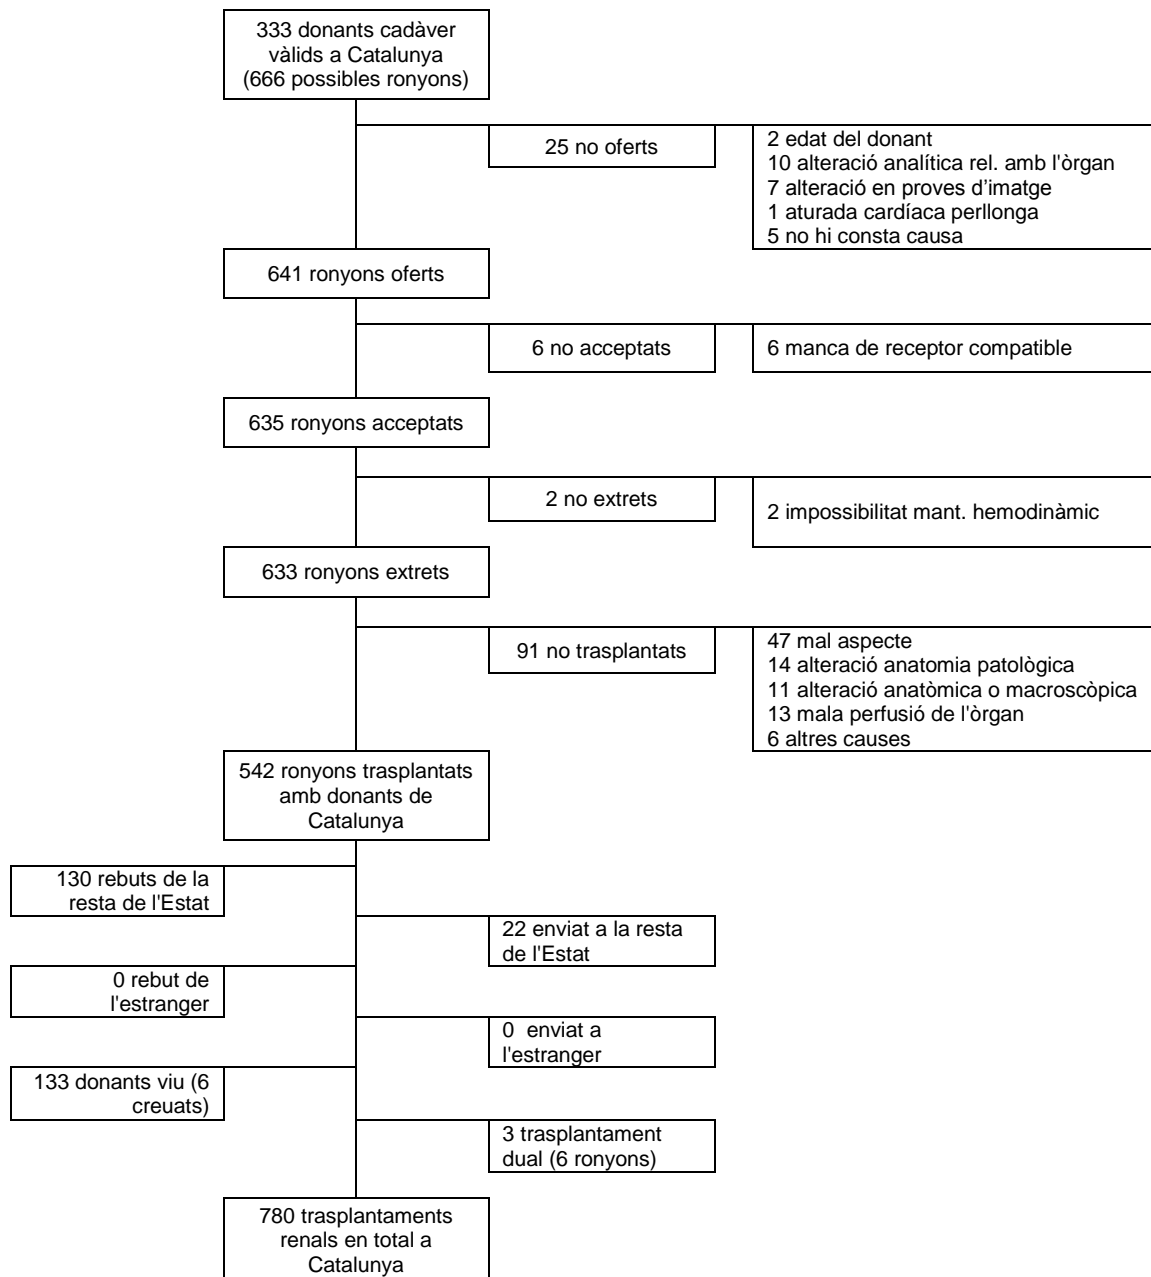 333 donants cadàver
vàlids a Catalunya
(666 possibles ronyons)
25 no oferts
2 edat del donant
10 alteració analítica rel. amb l'òrgan
7 alteració en proves d’imatge
1 aturada cardíaca perllonga
5 no hi consta causa
641 ronyons oferts
6 no acceptats
6 manca de receptor compatible
635 ronyons acceptats
2 no extrets
2 impossibilitat mant. hemodinàmic
633 ronyons extrets
91 no trasplantats
47 mal aspecte
14 alteració anatomia patològica
11 alteració anatòmica o macroscòpica
13 mala perfusió de l'òrgan
6 altres causes
542 ronyons trasplantats
amb donants de
Catalunya
130 rebuts de la
resta de l'Estat
22 enviat a la resta
de l'Estat
0 rebut de
l'estranger
0 enviat a
l'estranger
133 donants viu (6
creuats)
3 trasplantament
dual (6 ronyons)
780 trasplantaments
renals en total a
Catalunya